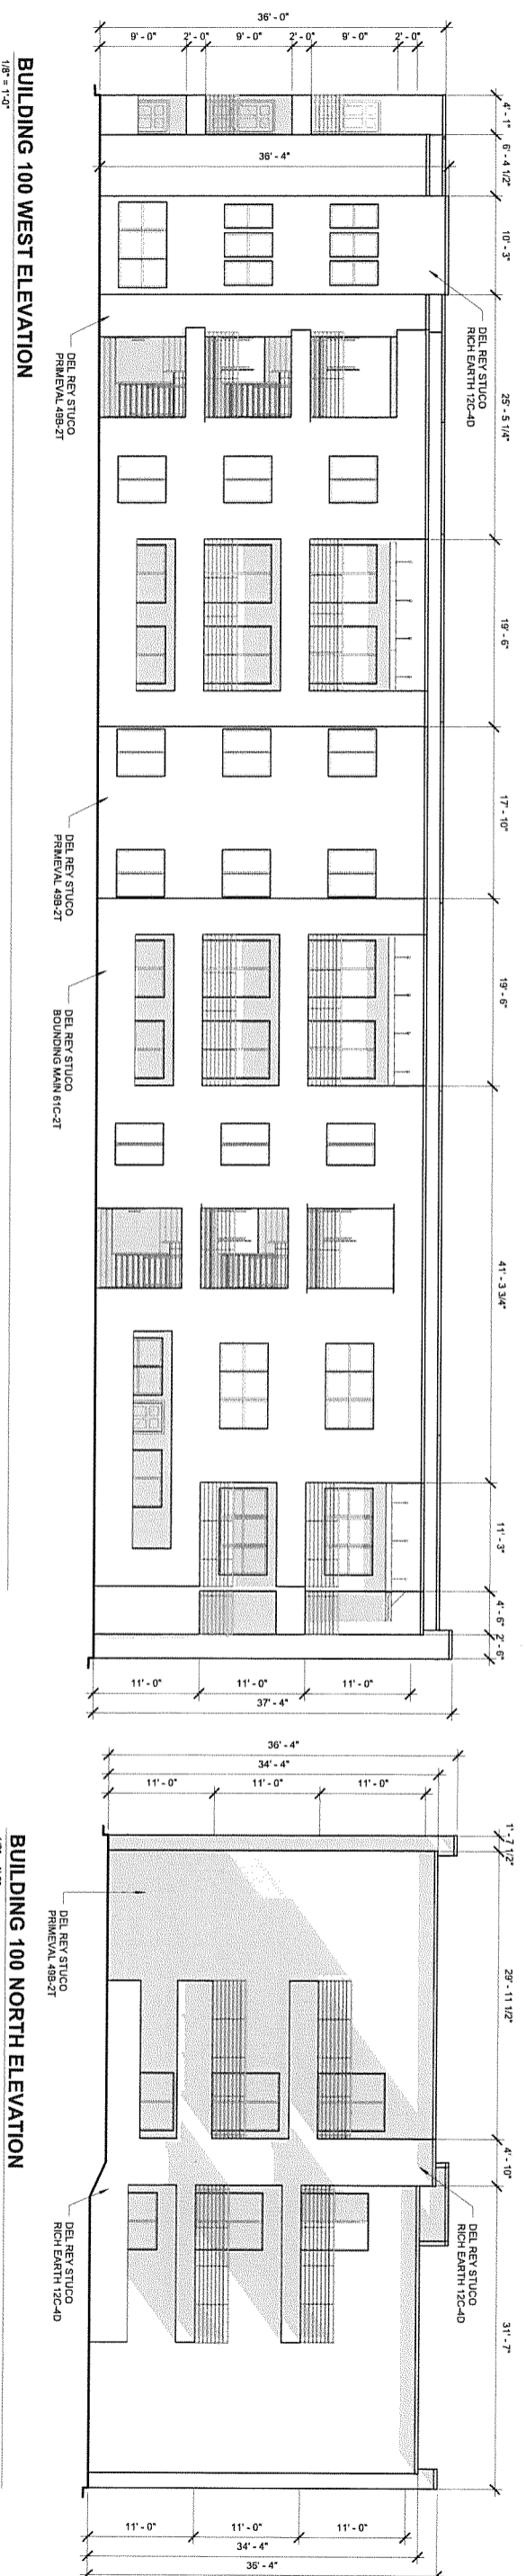 36' - 0"
9' - 0"
2' - 0"
9' - 0"
2' - 0"
9' - 0"
2' - 0"
4' - 1"
6' - 4 1/2"
10' - 3"
25' - 5 1/4"
19' - 6"
17' - 10"
19' - 6"
41' - 3 3/4"
11' - 3"
4' - 6"
2' - 6"
36' - 4"
DEL REY STUCO
RICH EARTH 12C-4D
DEL REY STUCO
PRIMEVAL 49B-2T
DEL REY STUCO
PRIMEVAL 49B-2T
DEL REY STUCO
BOUNDING MAIN 61C-2T
11' - 0"
11' - 0"
11' - 0"
37' - 4"
BUILDING 100 WEST ELEVATION
1/8" = 1'-0"
36' - 4"
34' - 4"
11' - 0"
11' - 0"
11' - 0"
1' - 7 1/2"
29' - 11 1/2"
4' - 10"
31' - 7"
DEL REY STUCO
PRIMEVAL 49B-2T
DEL REY STUCO
RICH EARTH 12C-4D
DEL REY STUCO
RICH EARTH 12C-4D
11' - 0"
11' - 0"
11' - 0"
34' - 4"
36' - 4"
BUILDING 100 NORTH ELEVATION